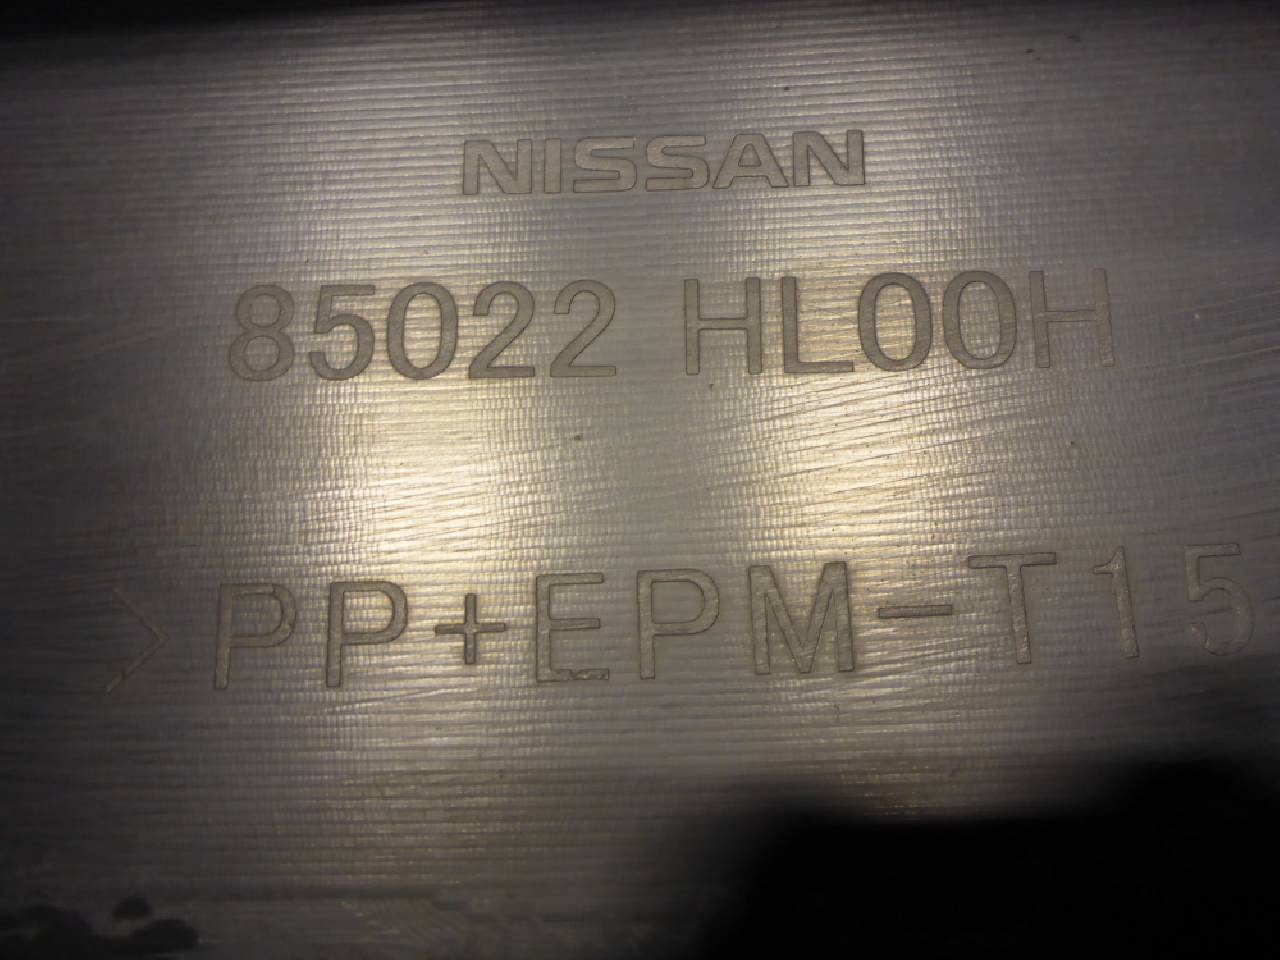 NISSAN
85022 HL00H
>PP+EPM-T15